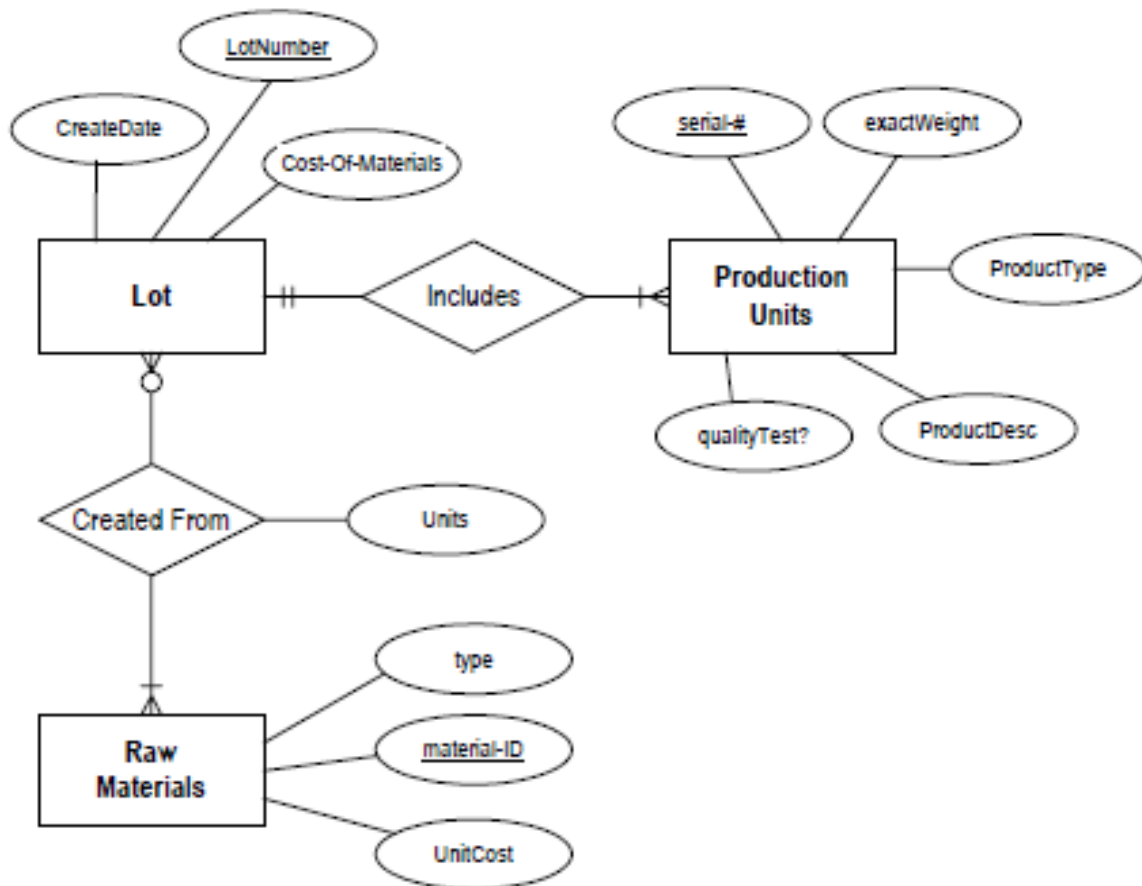 LotNumber
CreateDate
Cost-Of-Materials
serial-#
exactWeight
Lot
Includes
Production
Units
ProductType
qualityTest?
ProductDesc
Created From
Units
type
material-ID
Raw
Materials
UnitCost